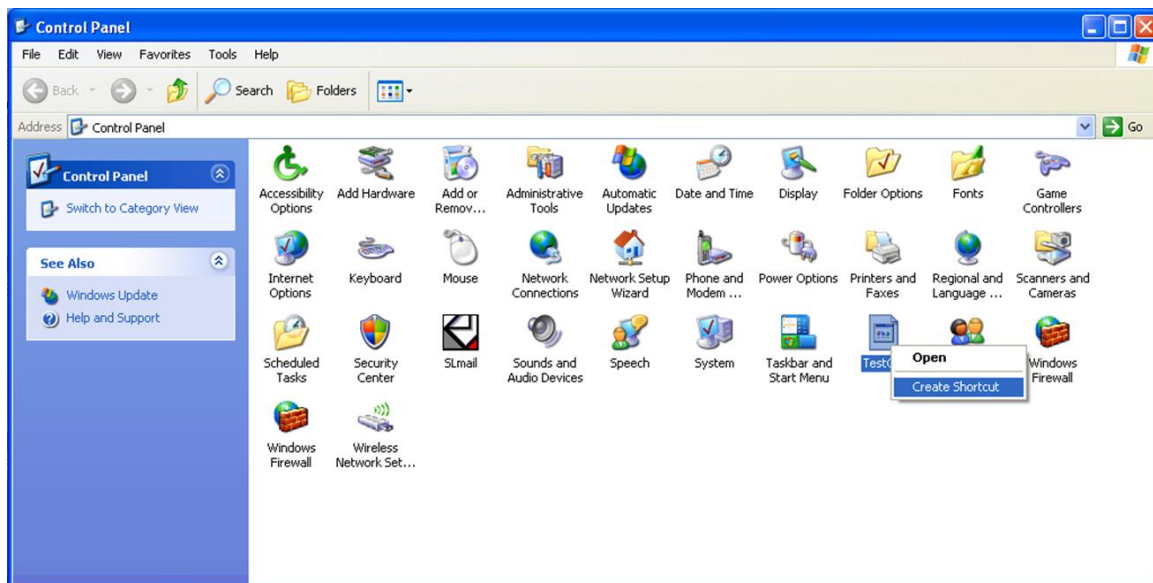 Control Panel
File Edit View Favorites Tools Help
Back Search Folders
Address Control Panel Go
Control Panel
Switch to Category View
See Also
Windows Update
Help and Support
Accessibility Options
Add Hardware
Add or Remov...
Administrative Tools
Automatic Updates
Date and Time
Display
Folder Options
Fonts
Game Controllers
Internet Options
Keyboard
Mouse
Network Connections
Network Setup Wizard
Phone and Modem ...
Power Options
Printers and Faxes
Regional and Language ...
Scanners and Cameras
Scheduled Tasks
Security Center
SLmail
Sounds and Audio Devices
Speech
System
Taskbar and Start Menu
Open
Create Shortcut
Windows Firewall
Windows Firewall
Wireless Network Set...